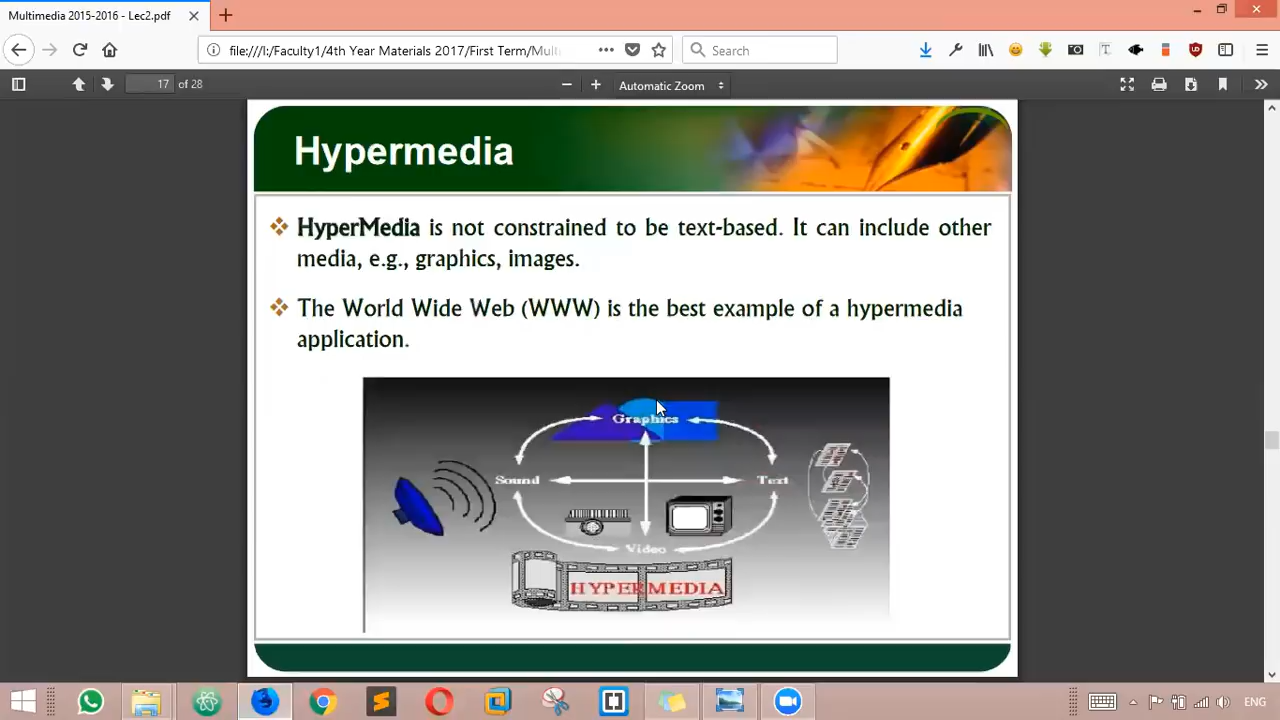 Multimedia 2015-2016 - Lec2.pdf
file:///I:/Faculty1/4th Year Materials 2017/First Term/Mult
Search
17 of 28
Automatic Zoom
Hypermedia
HyperMedia is not constrained to be text-based. It can include other
media, e.g., graphics, images.
The World Wide Web (WWW) is the best example of a hypermedia
application.
Graphics
Sound
Text
Video
HYPERMEDIA
ENG